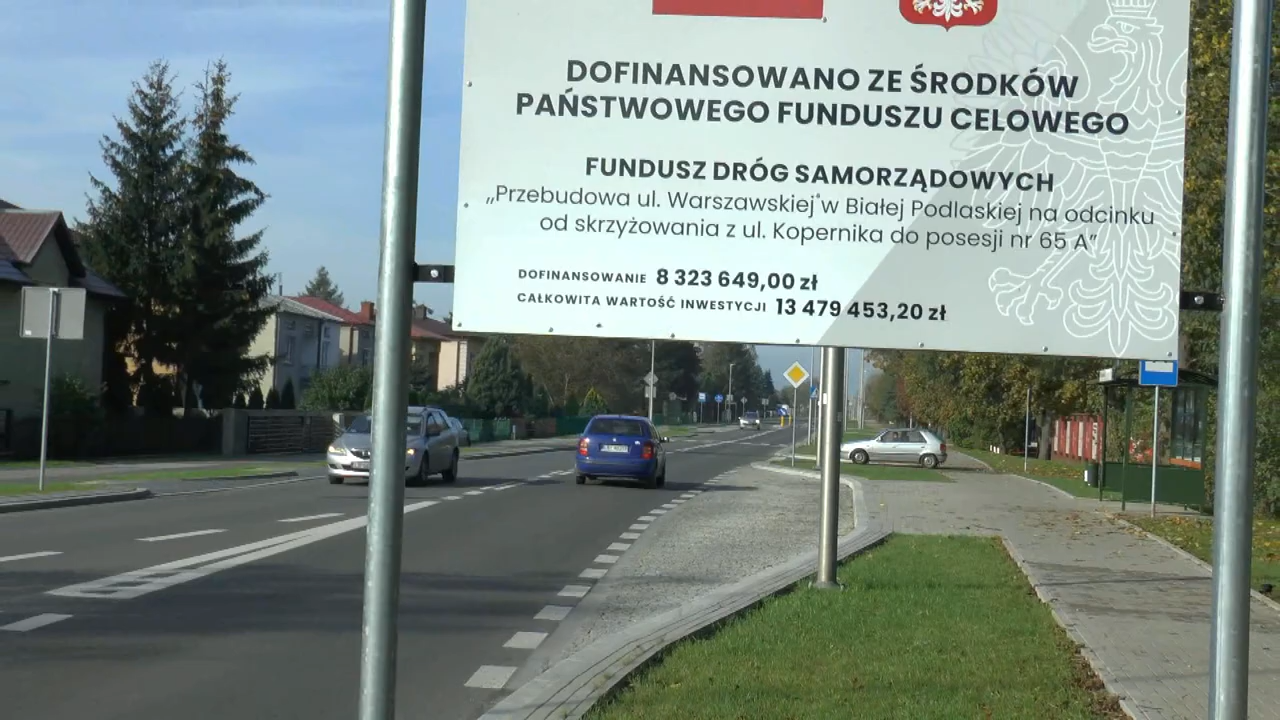 DOFINANSOWANO ZE ŚRODKÓW
PAŃSTWOWEGO FUNDUSZU CELOWEGO
FUNDUSZ DRÓG SAMORZĄDOWYCH
„Przebudowa ul. Warszawskiej w Białej Podlaskiej na odcinku
od skrzyżowania z ul. Kopernika do posesji nr 65 A”
DOFINANSOWANIE 8 323 649,00 zł
CAŁKOWITA WARTOŚĆ INWESTYCJI 13 479 453,20 zł